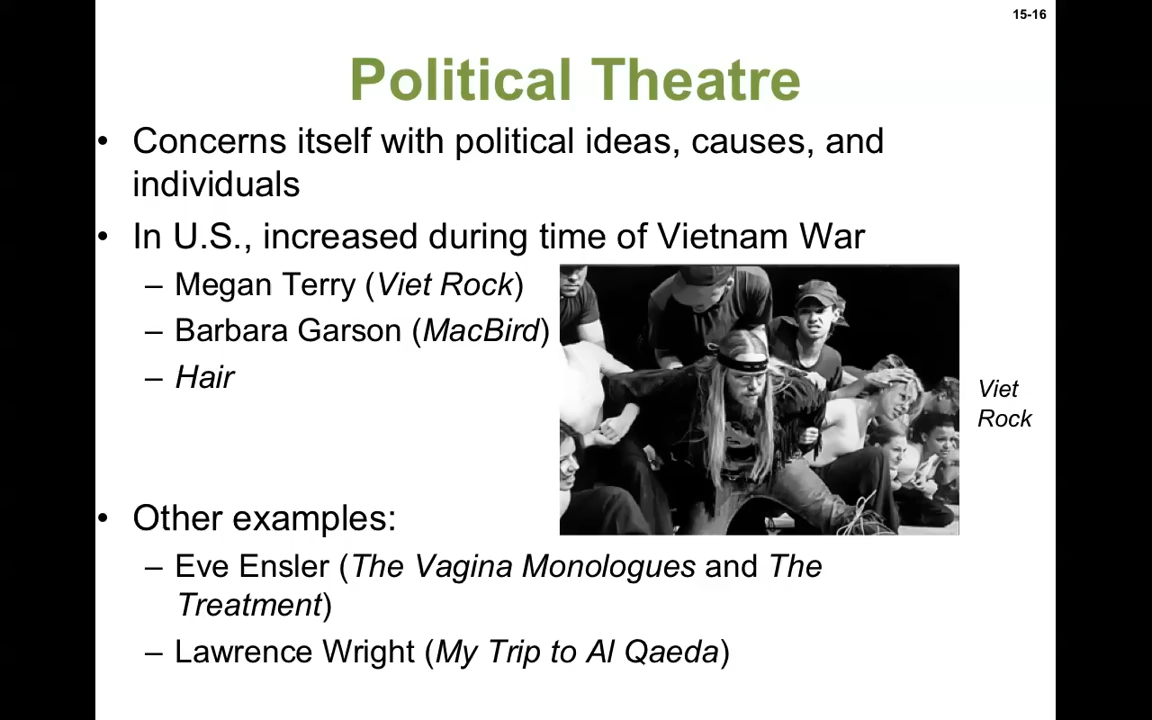 15-16
Political Theatre
• Concerns itself with political ideas, causes, and
individuals
• In U.S., increased during time of Vietnam War
– Megan Terry (Viet Rock)
– Barbara Garson (MacBird)
– Hair
Viet
Rock
• Other examples:
– Eve Ensler (The Vagina Monologues and The
Treatment)
– Lawrence Wright (My Trip to Al Qaeda)